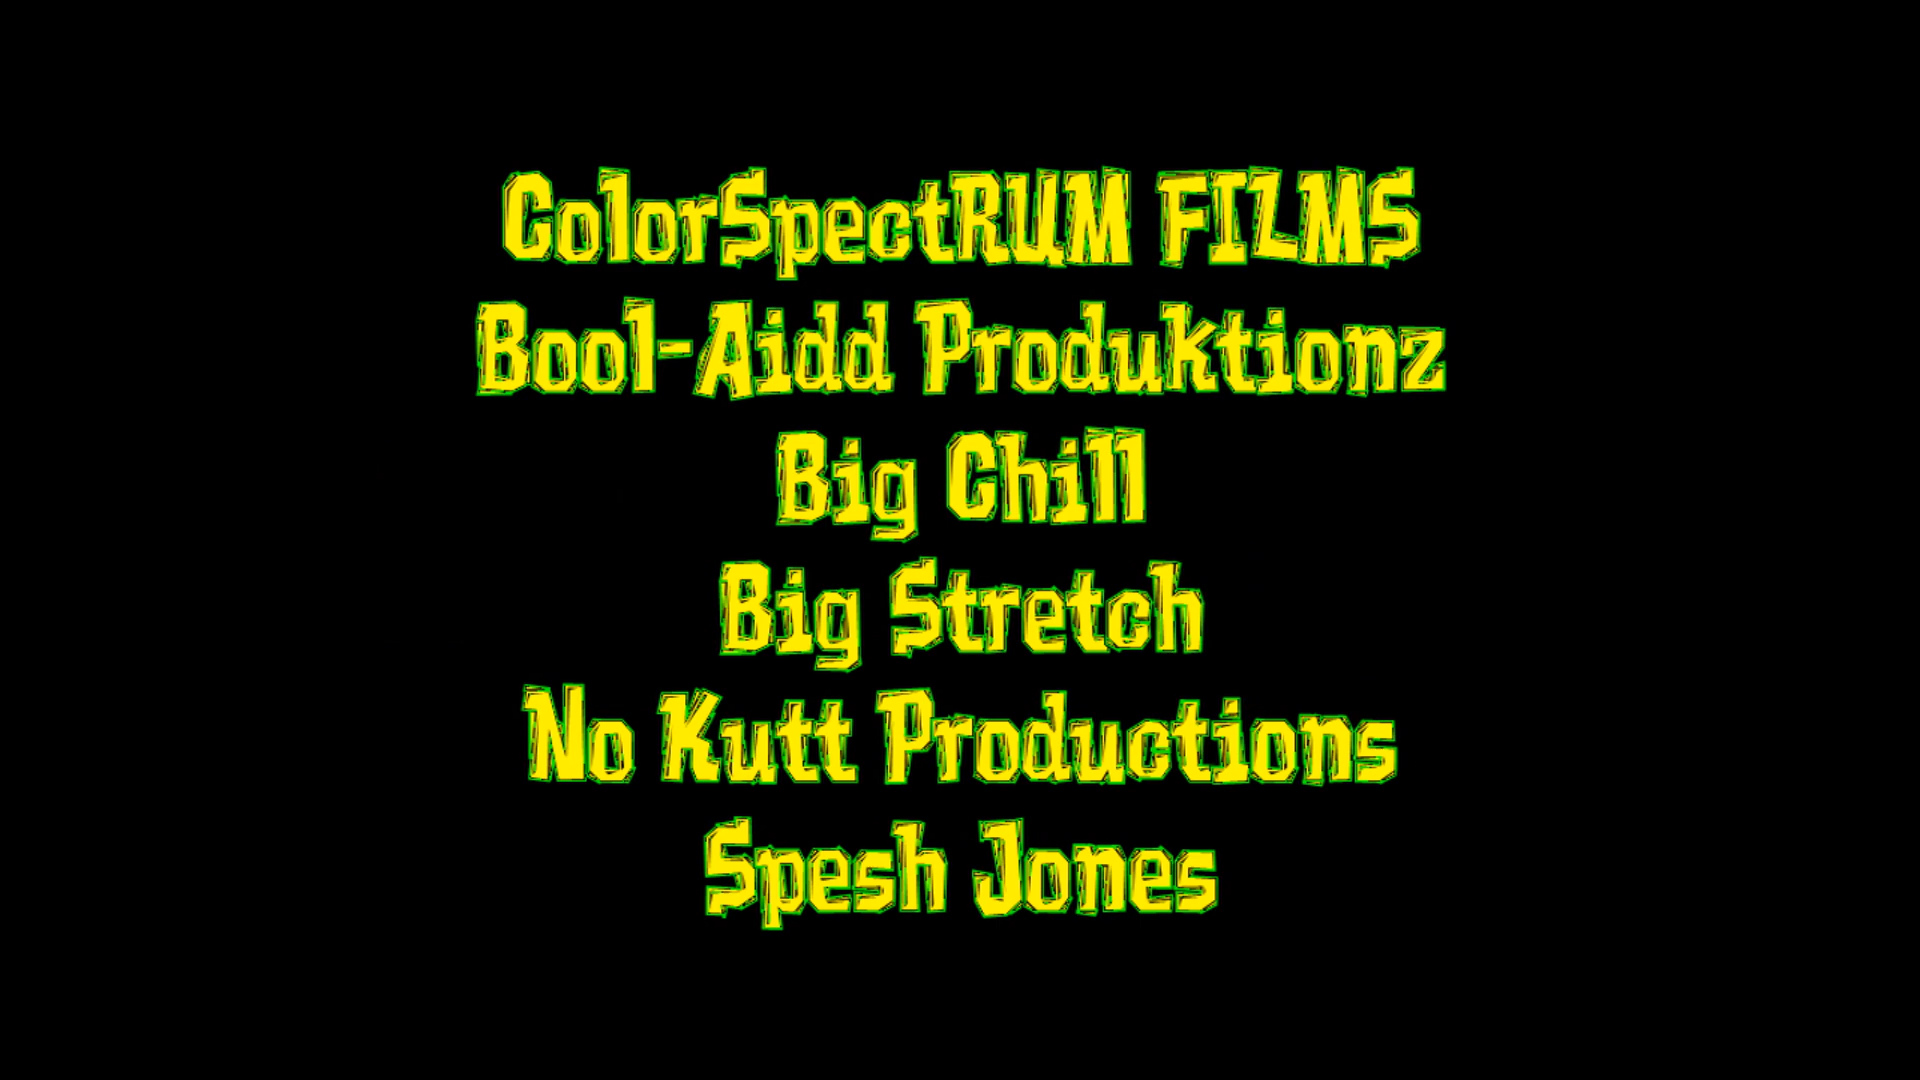 ColorSpectRUM FILMS
Bool-Aidd Produktionz
Big Chill
Big Stretch
No Kutt Productions
Spesh Jones